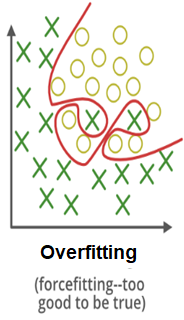 Overfitting
(forcefitting--too
good to be true)